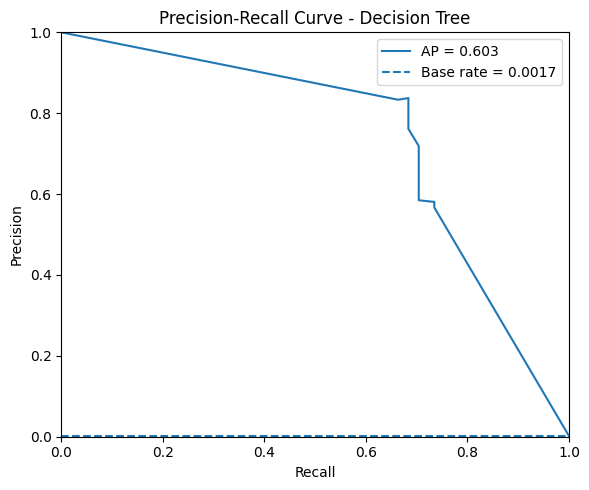 Precision-Recall Curve - Decision Tree
AP = 0.603
Base rate = 0.0017
Precision
1.0
0.8
0.6
0.4
0.2
0.0
0.0 0.2 0.4 0.6 0.8 1.0
Recall